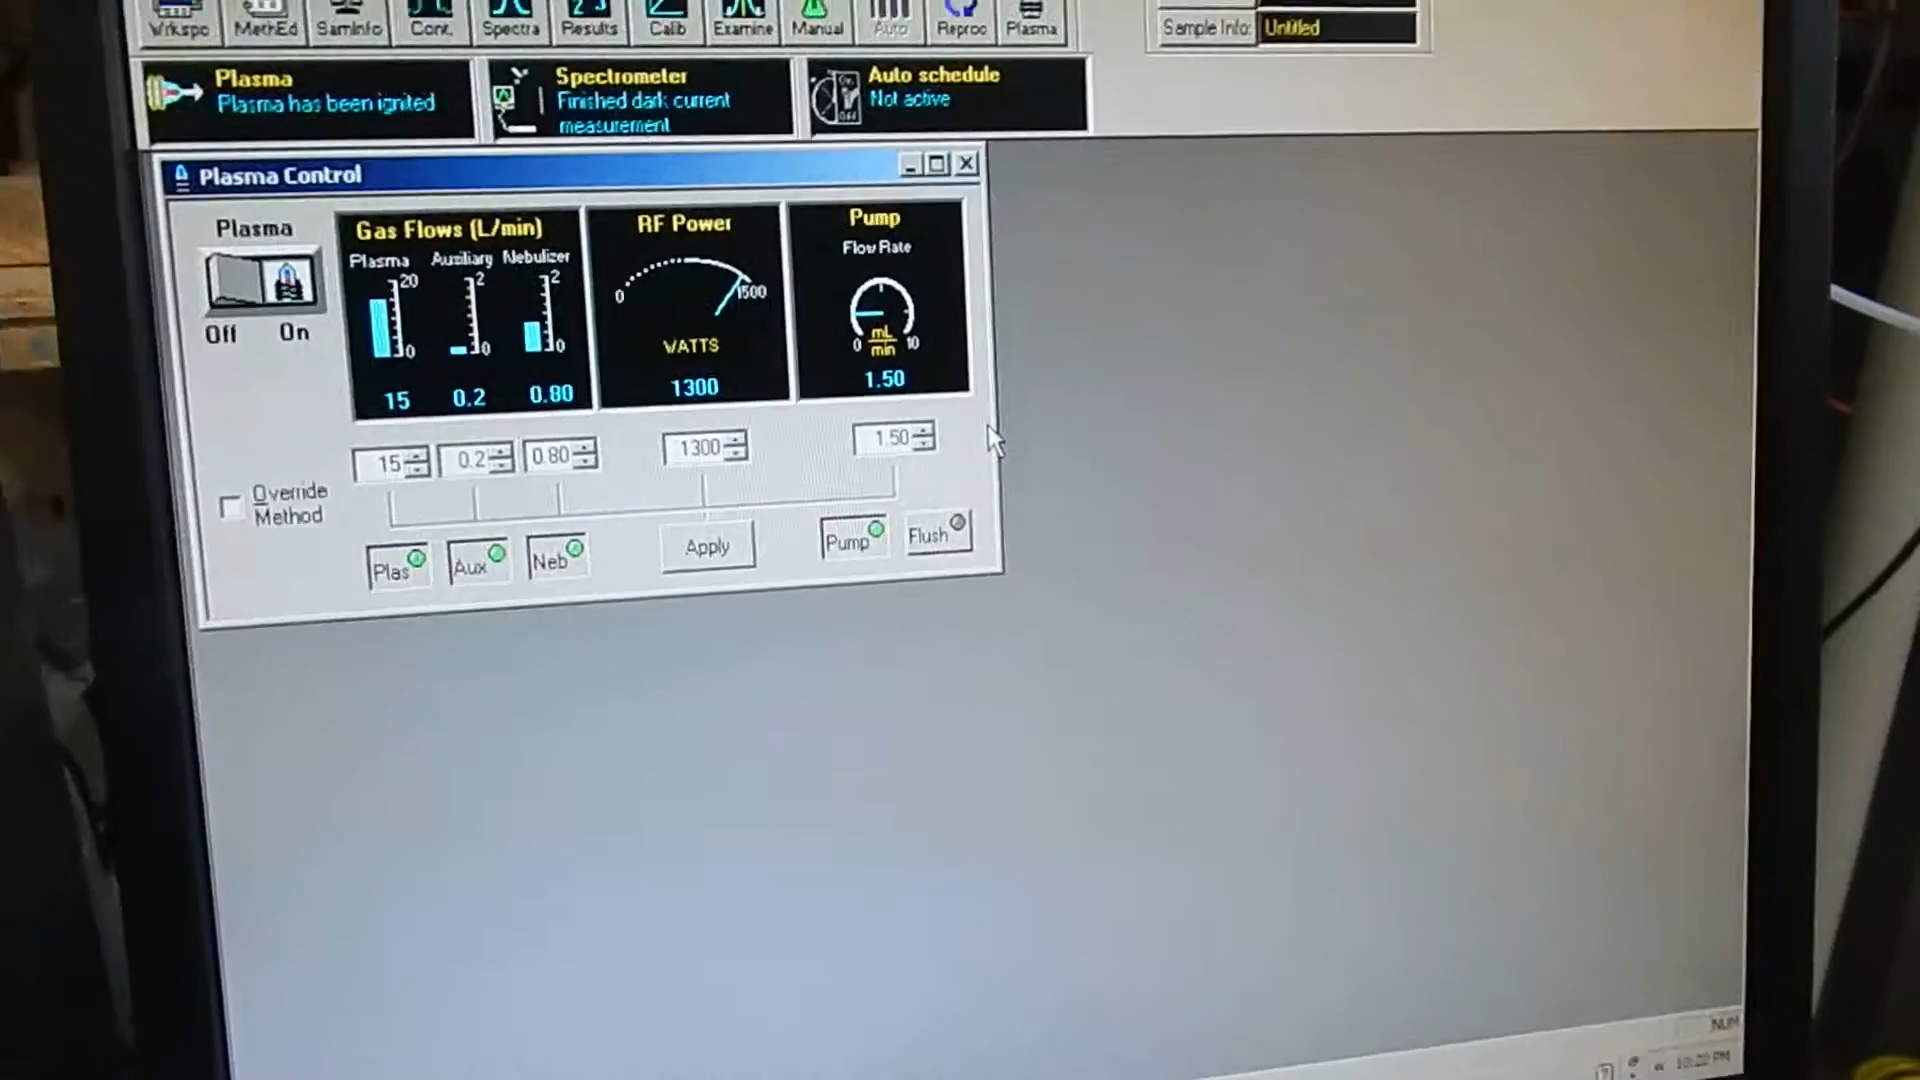 Wrkspc MethEd SamInfo Cont. Spectra Results Calib Examine Manual Auto Reproc Plasma
Sample Info: Untitled
Plasma
Plasma has been ignited
Spectrometer
Finished dark current
measurement
Auto schedule
Not active
Plasma Control
Plasma
Off On
Gas Flows (L/min)
Plasma Auxiliary Nebulizer
20 2 2
0 0 0
15 0.2 0.80
RF Power
0 1500
WATTS
1300
Pump
Flow Rate
0 mL/min 10
1.50
15 0.2 0.80 1300 1.50
Override
Method
Plas Aux Neb Apply Pump Flush
NUM
10:20 PM